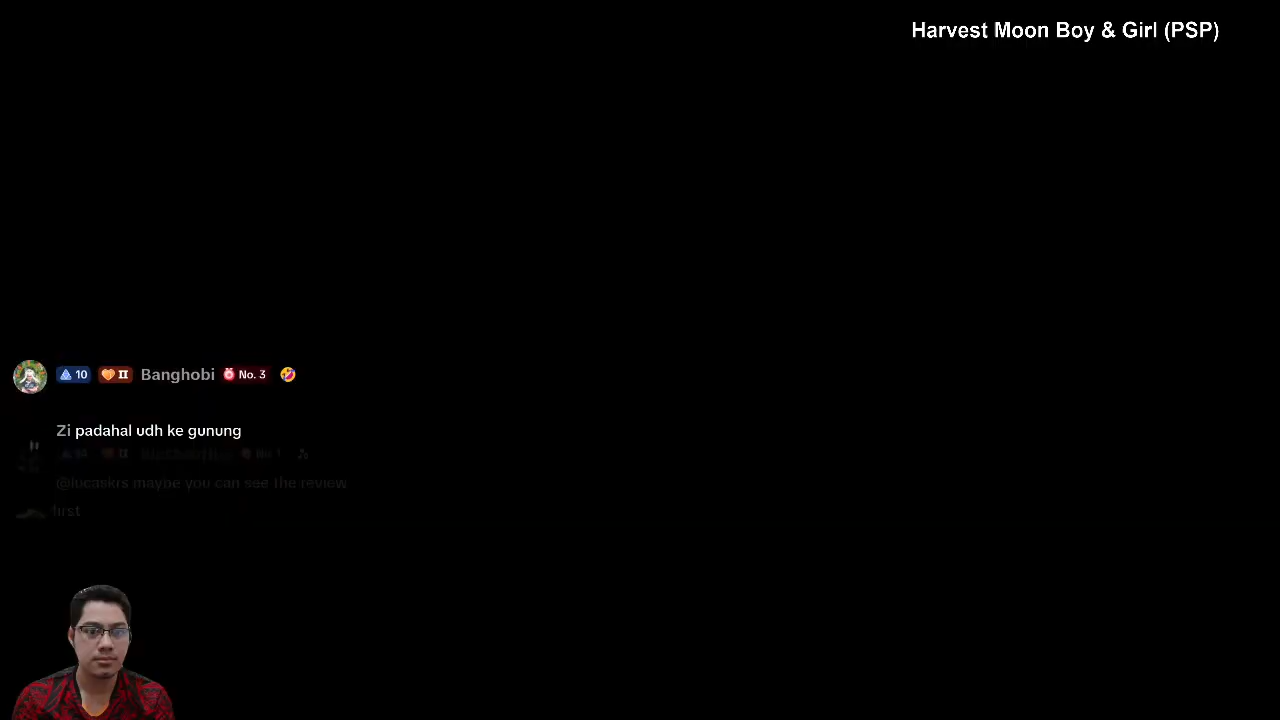 Harvest Moon Boy & Girl (PSP)
10 II Banghobi No. 3 🤣
Zi padahal udh ke gunung
@lucaskrs maybe you can see the review
first